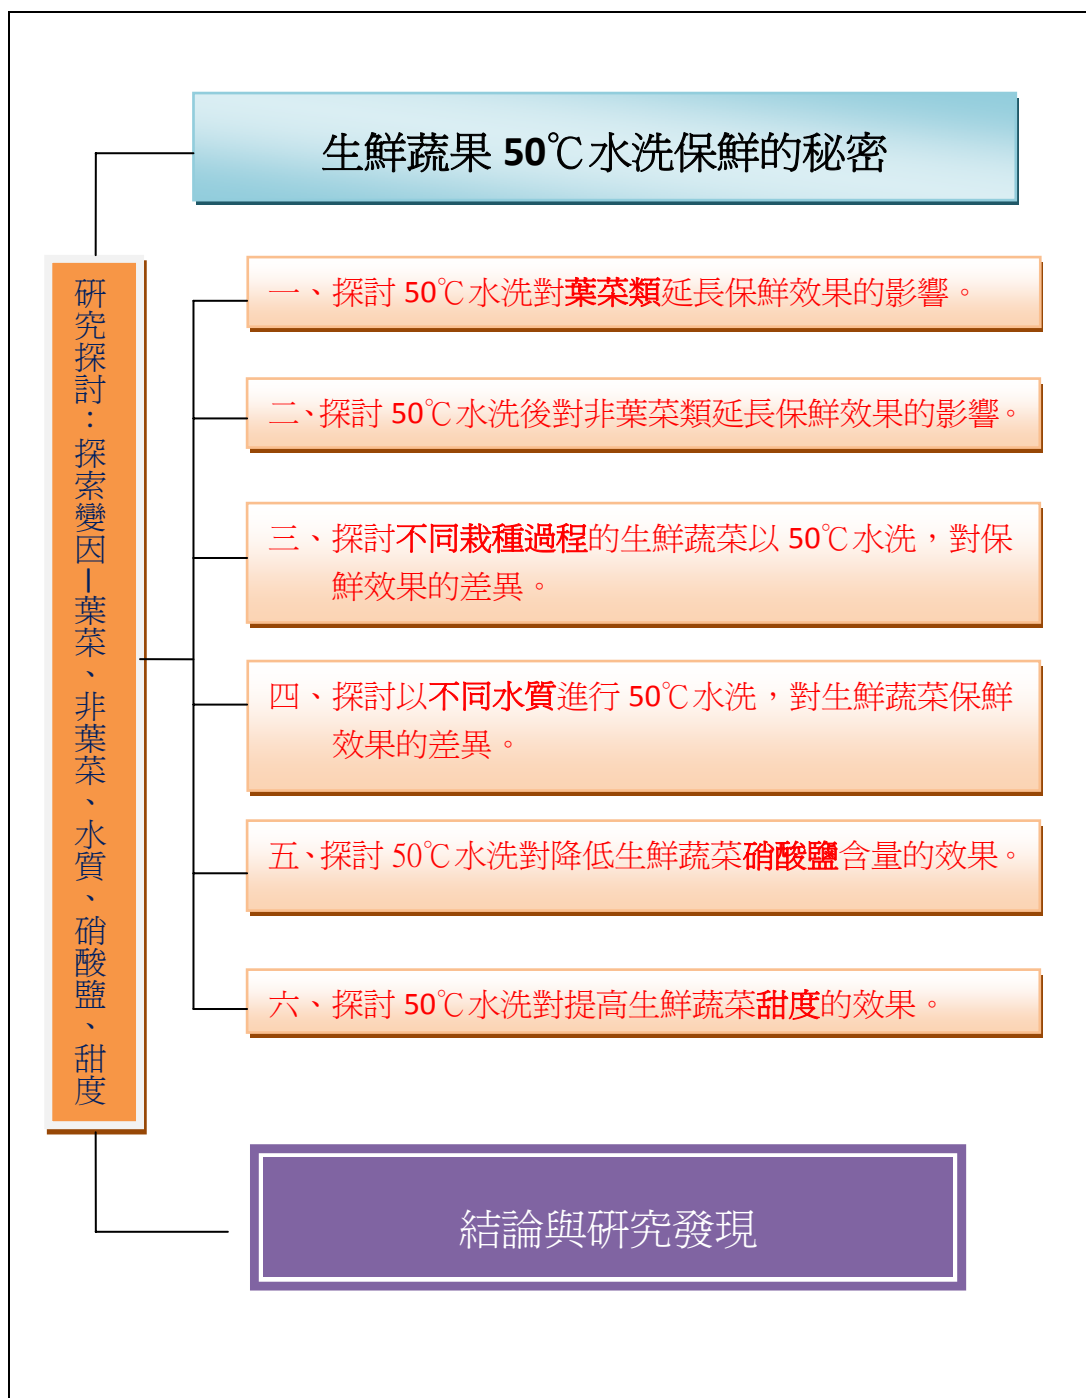 生鮮蔬果 50℃水洗保鮮的秘密
研究探討：探索變因－葉菜、非葉菜、水質、硝酸鹽、甜度
一、探討 50℃水洗對葉菜類延長保鮮效果的影響。
二、探討 50℃水洗後對非葉菜類延長保鮮效果的影響。
三、探討不同栽種過程的生鮮蔬菜以 50℃水洗，對保
鮮效果的差異。
四、探討以不同水質進行 50℃水洗，對生鮮蔬菜保鮮
效果的差異。
五、探討 50℃水洗對降低生鮮蔬菜硝酸鹽含量的效果。
六、探討 50℃水洗對提高生鮮蔬菜甜度的效果。
結論與研究發現